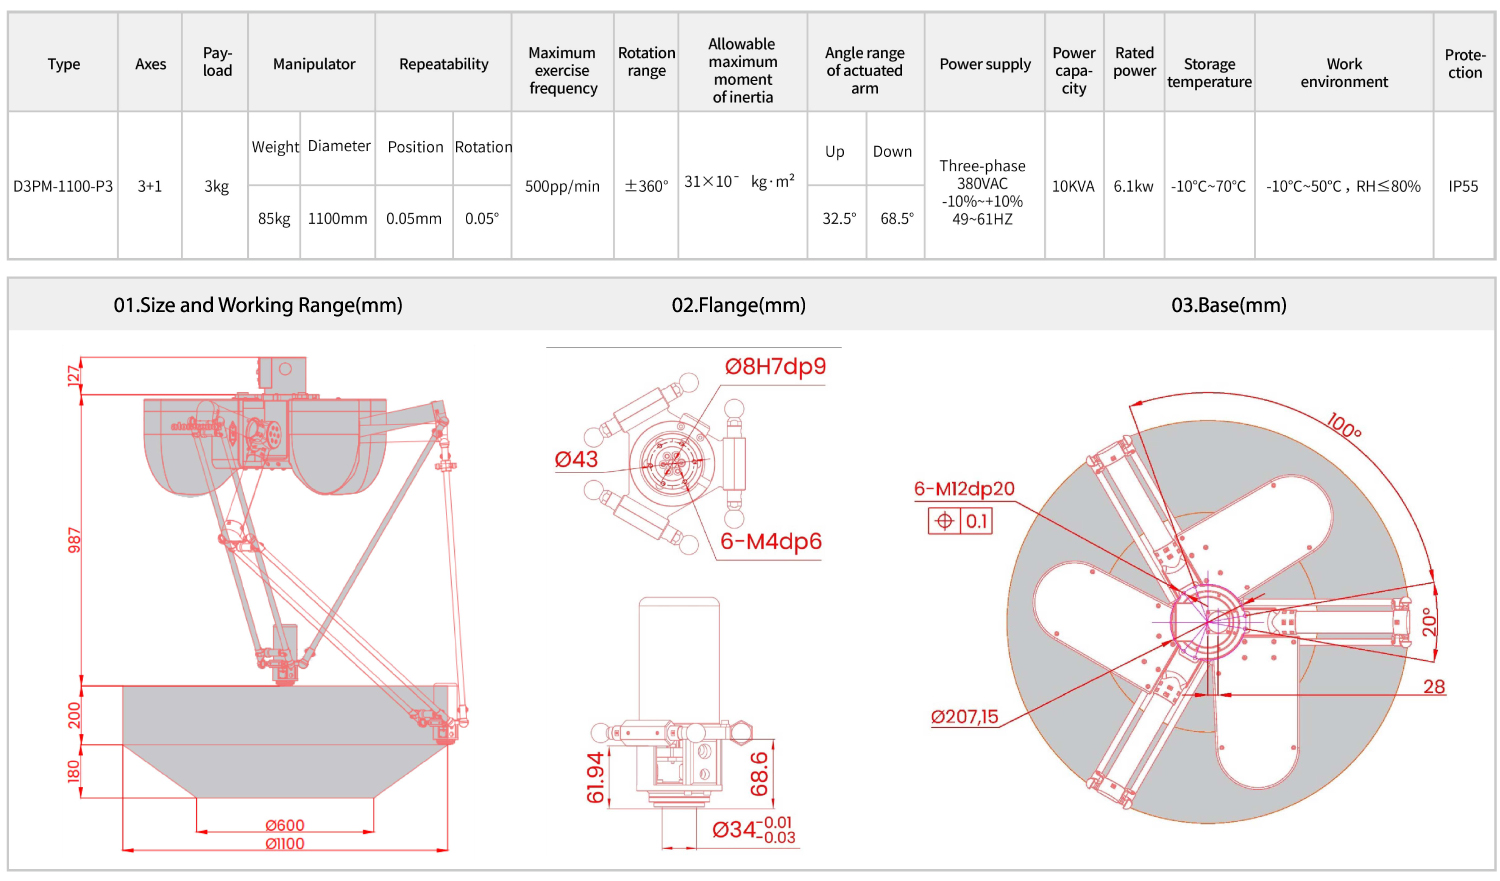 Type
Axes
Pay-
load
Manipulator
Repeatability
Maximum
exercise
frequency
Rotation
range
Allowable
maximum
moment
of inertia
Angle range
of actuated
arm
Power supply
Power
capa-
city
Rated
power
Storage
temperature
Work
environment
Prote-
ction
D3PM-1100-P3
3+1
3kg
Weight
Diameter
Position
Rotation
85kg
1100mm
0.05mm
0.05°
500pp/min
±360°
31×10⁻ kg·m²
Up
Down
32.5°
68.5°
Three-phase
380VAC
-10%~+10%
49~61HZ
10KVA
6.1kw
-10℃~70℃
-10℃~50℃ , RH≤80%
IP55
01.Size and Working Range(mm)
127
987
200
180
Ø600
Ø1100
02.Flange(mm)
Ø8H7dp9
Ø43
6-M4dp6
61.94
68.6
Ø34 -0.01
-0.03
03.Base(mm)
100°
6-M12dp20
0.1
20°
28
Ø207,15